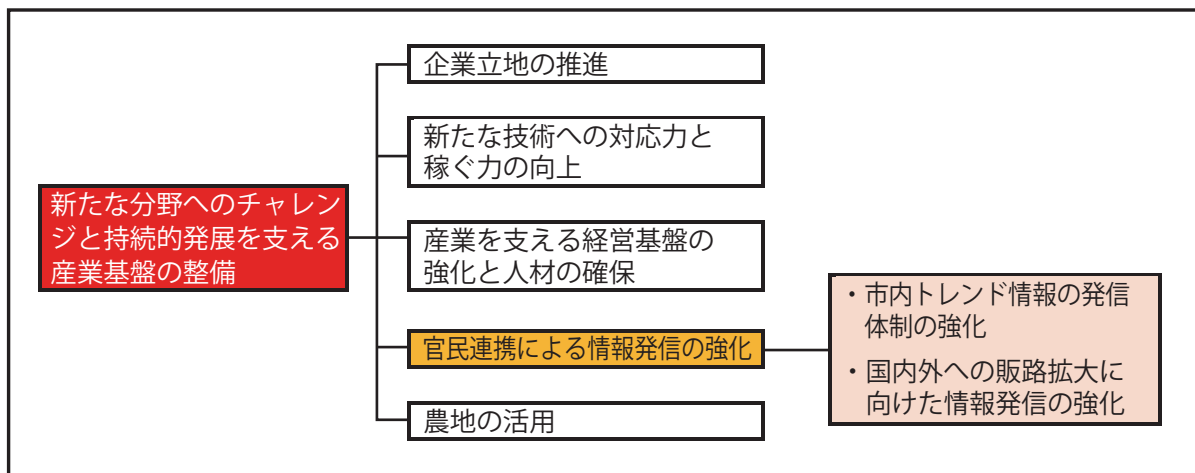 新たな分野へのチャレン
ジと持続的発展を支える
産業基盤の整備
企業立地の推進
新たな技術への対応力と
稼ぐ力の向上
産業を支える経営基盤の
強化と人材の確保
官民連携による情報発信の強化
農地の活用
・市内トレンド情報の発信
体制の強化
・国内外への販路拡大に
向けた情報発信の強化